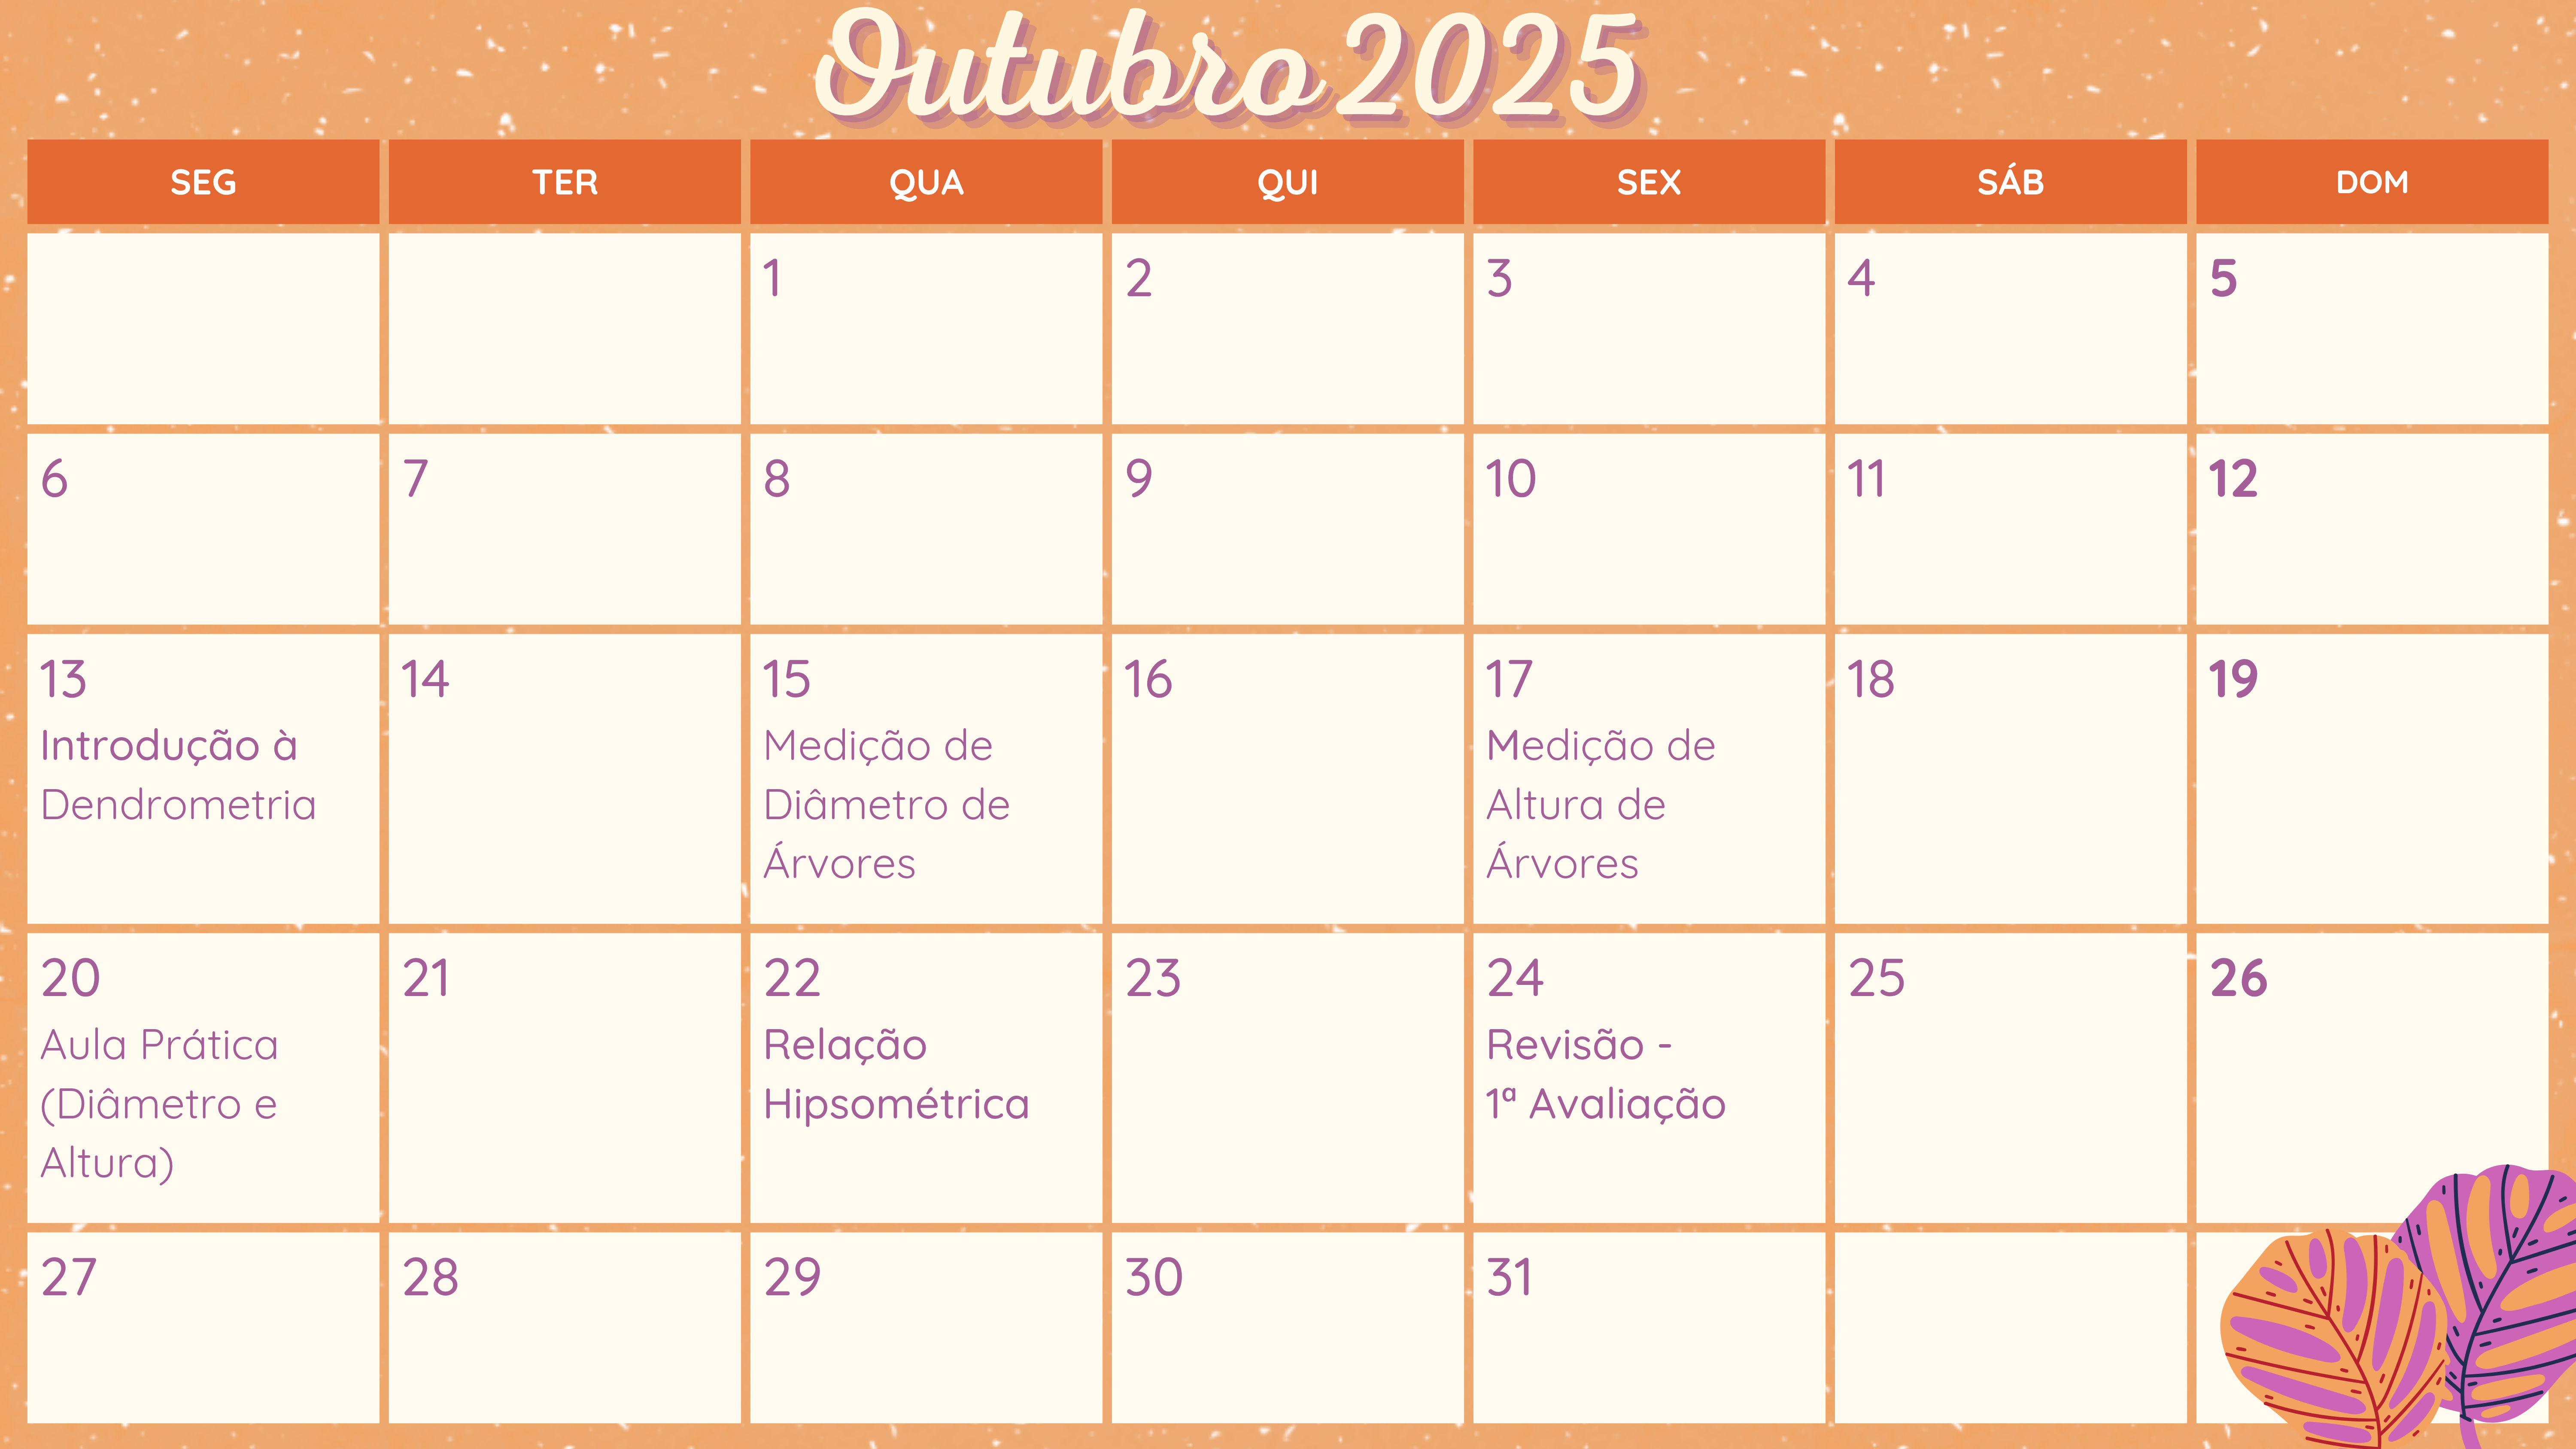 Outubro 2025
SEG TER QUA QUI SEX SÁB DOM
1 2 3 4 5
6 7 8 9 10 11 12
13 14 15 16 17 18 19
Introdução à
Dendrometria
Medição de
Diâmetro de
Árvores
Medição de
Altura de
Árvores
20 21 22 23 24 25 26
Aula Prática
(Diâmetro e
Altura)
Relação
Hipsométrica
Revisão -
1ª Avaliação
27 28 29 30 31